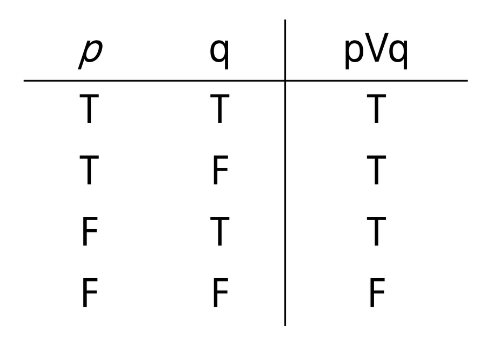 p q pVq
T T T
T F T
F T T
F F F